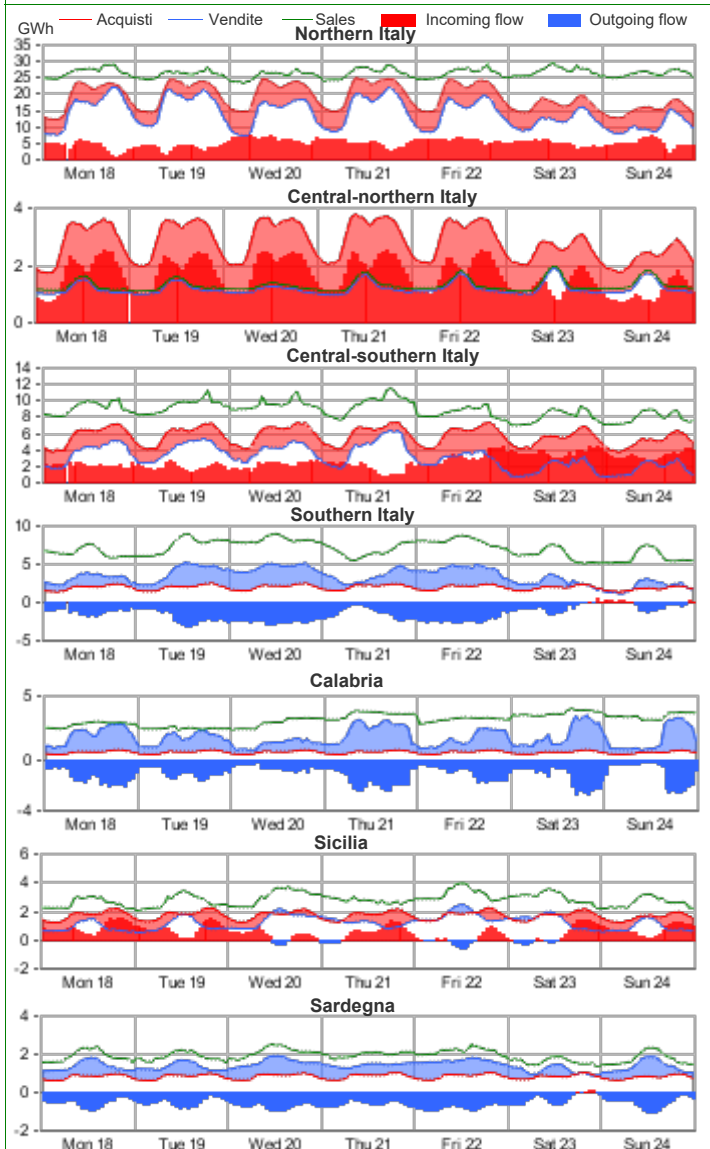 Acquisti Vendite Sales Incoming flow Outgoing flow
GWh
Northern Italy
35
30
25
20
15
10
5
0
Mon 18 Tue 19 Wed 20 Thu 21 Fri 22 Sat 23 Sun 24
Central-northern Italy
4
2
0
Mon 18 Tue 19 Wed 20 Thu 21 Fri 22 Sat 23 Sun 24
Central-southern Italy
14
12
10
8
6
4
2
0
Mon 18 Tue 19 Wed 20 Thu 21 Fri 22 Sat 23 Sun 24
Southern Italy
10
5
0
-5
Mon 18 Tue 19 Wed 20 Thu 21 Fri 22 Sat 23 Sun 24
Calabria
5
0
-4
Mon 18 Tue 19 Wed 20 Thu 21 Fri 22 Sat 23 Sun 24
Sicilia
6
4
2
0
-2
Mon 18 Tue 19 Wed 20 Thu 21 Fri 22 Sat 23 Sun 24
Sardegna
4
2
0
-2
Mon 18 Tue 19 Wed 20 Thu 21 Fri 22 Sat 23 Sun 24